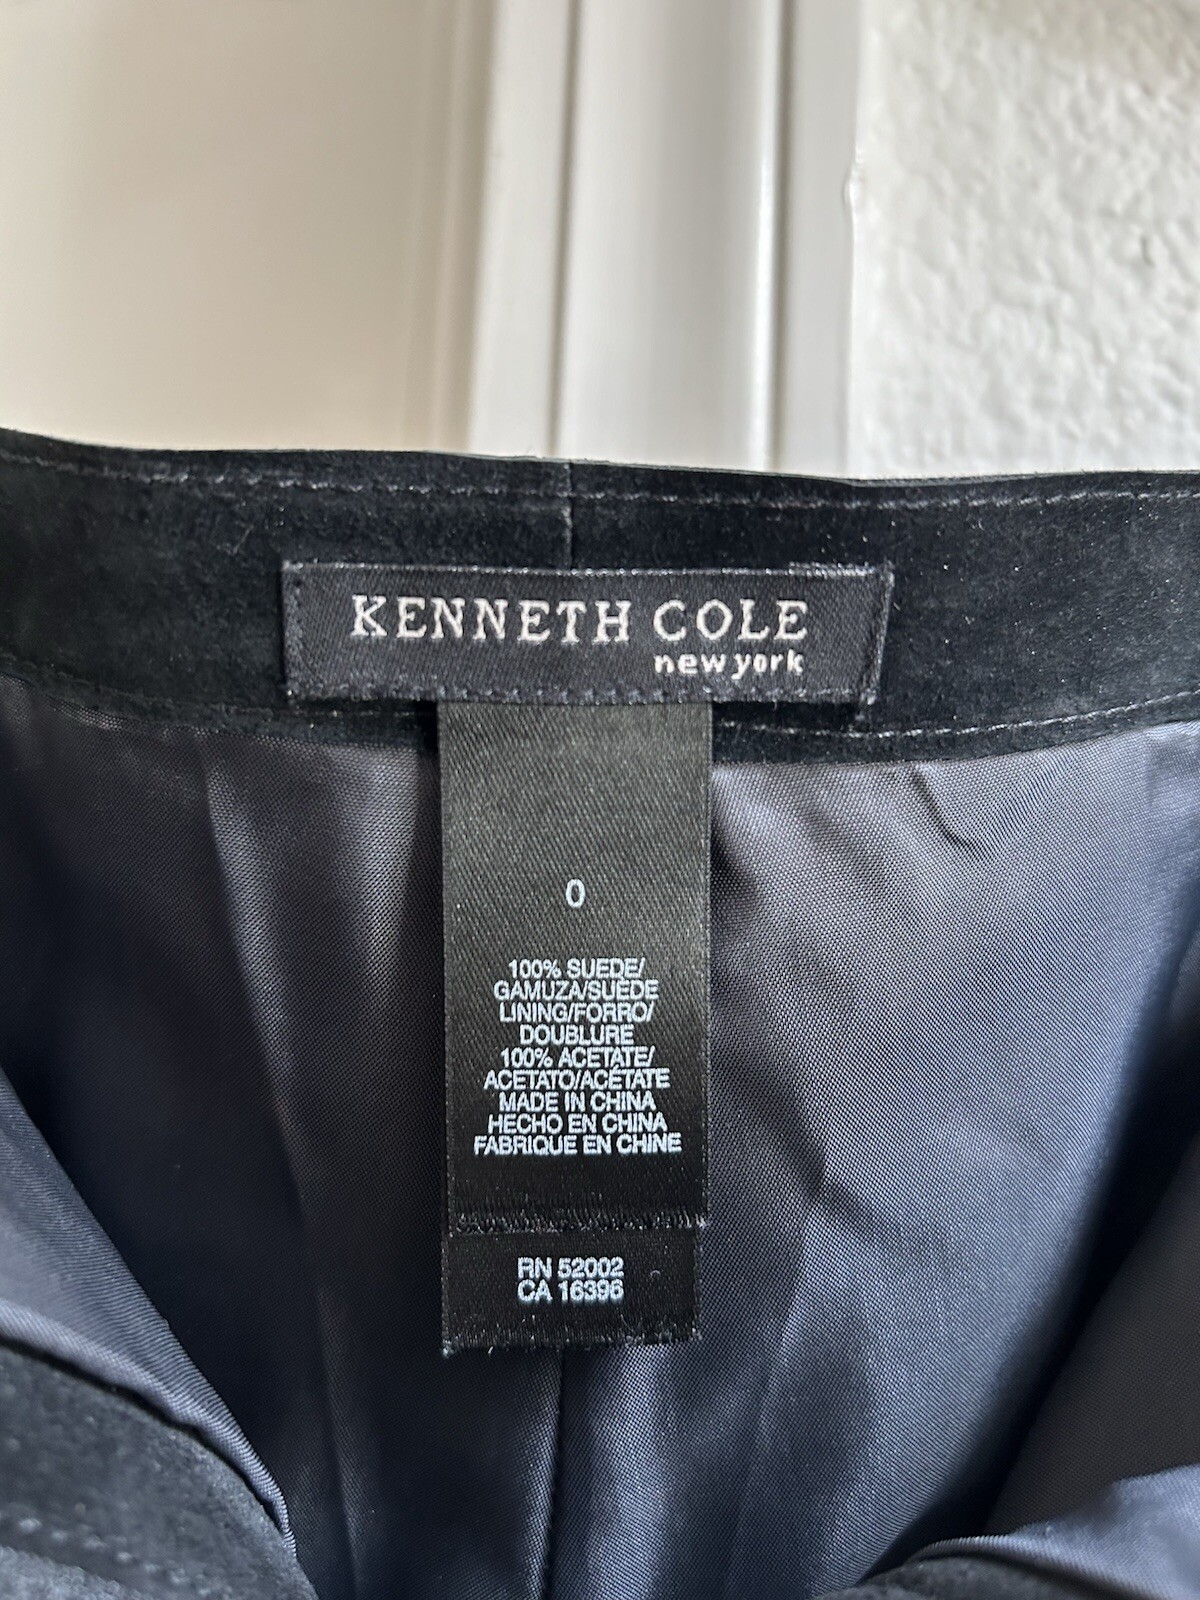 KENNETH COLE
new york
0
100% SUEDE/
GAMUZA/SUÈDE
LINING/FORRO/
DOUBLURE
100% ACETATE/
ACETATO/ACÉTATE
MADE IN CHINA
HECHO EN CHINA
FABRIQUE EN CHINE
RN 52002
CA 16396